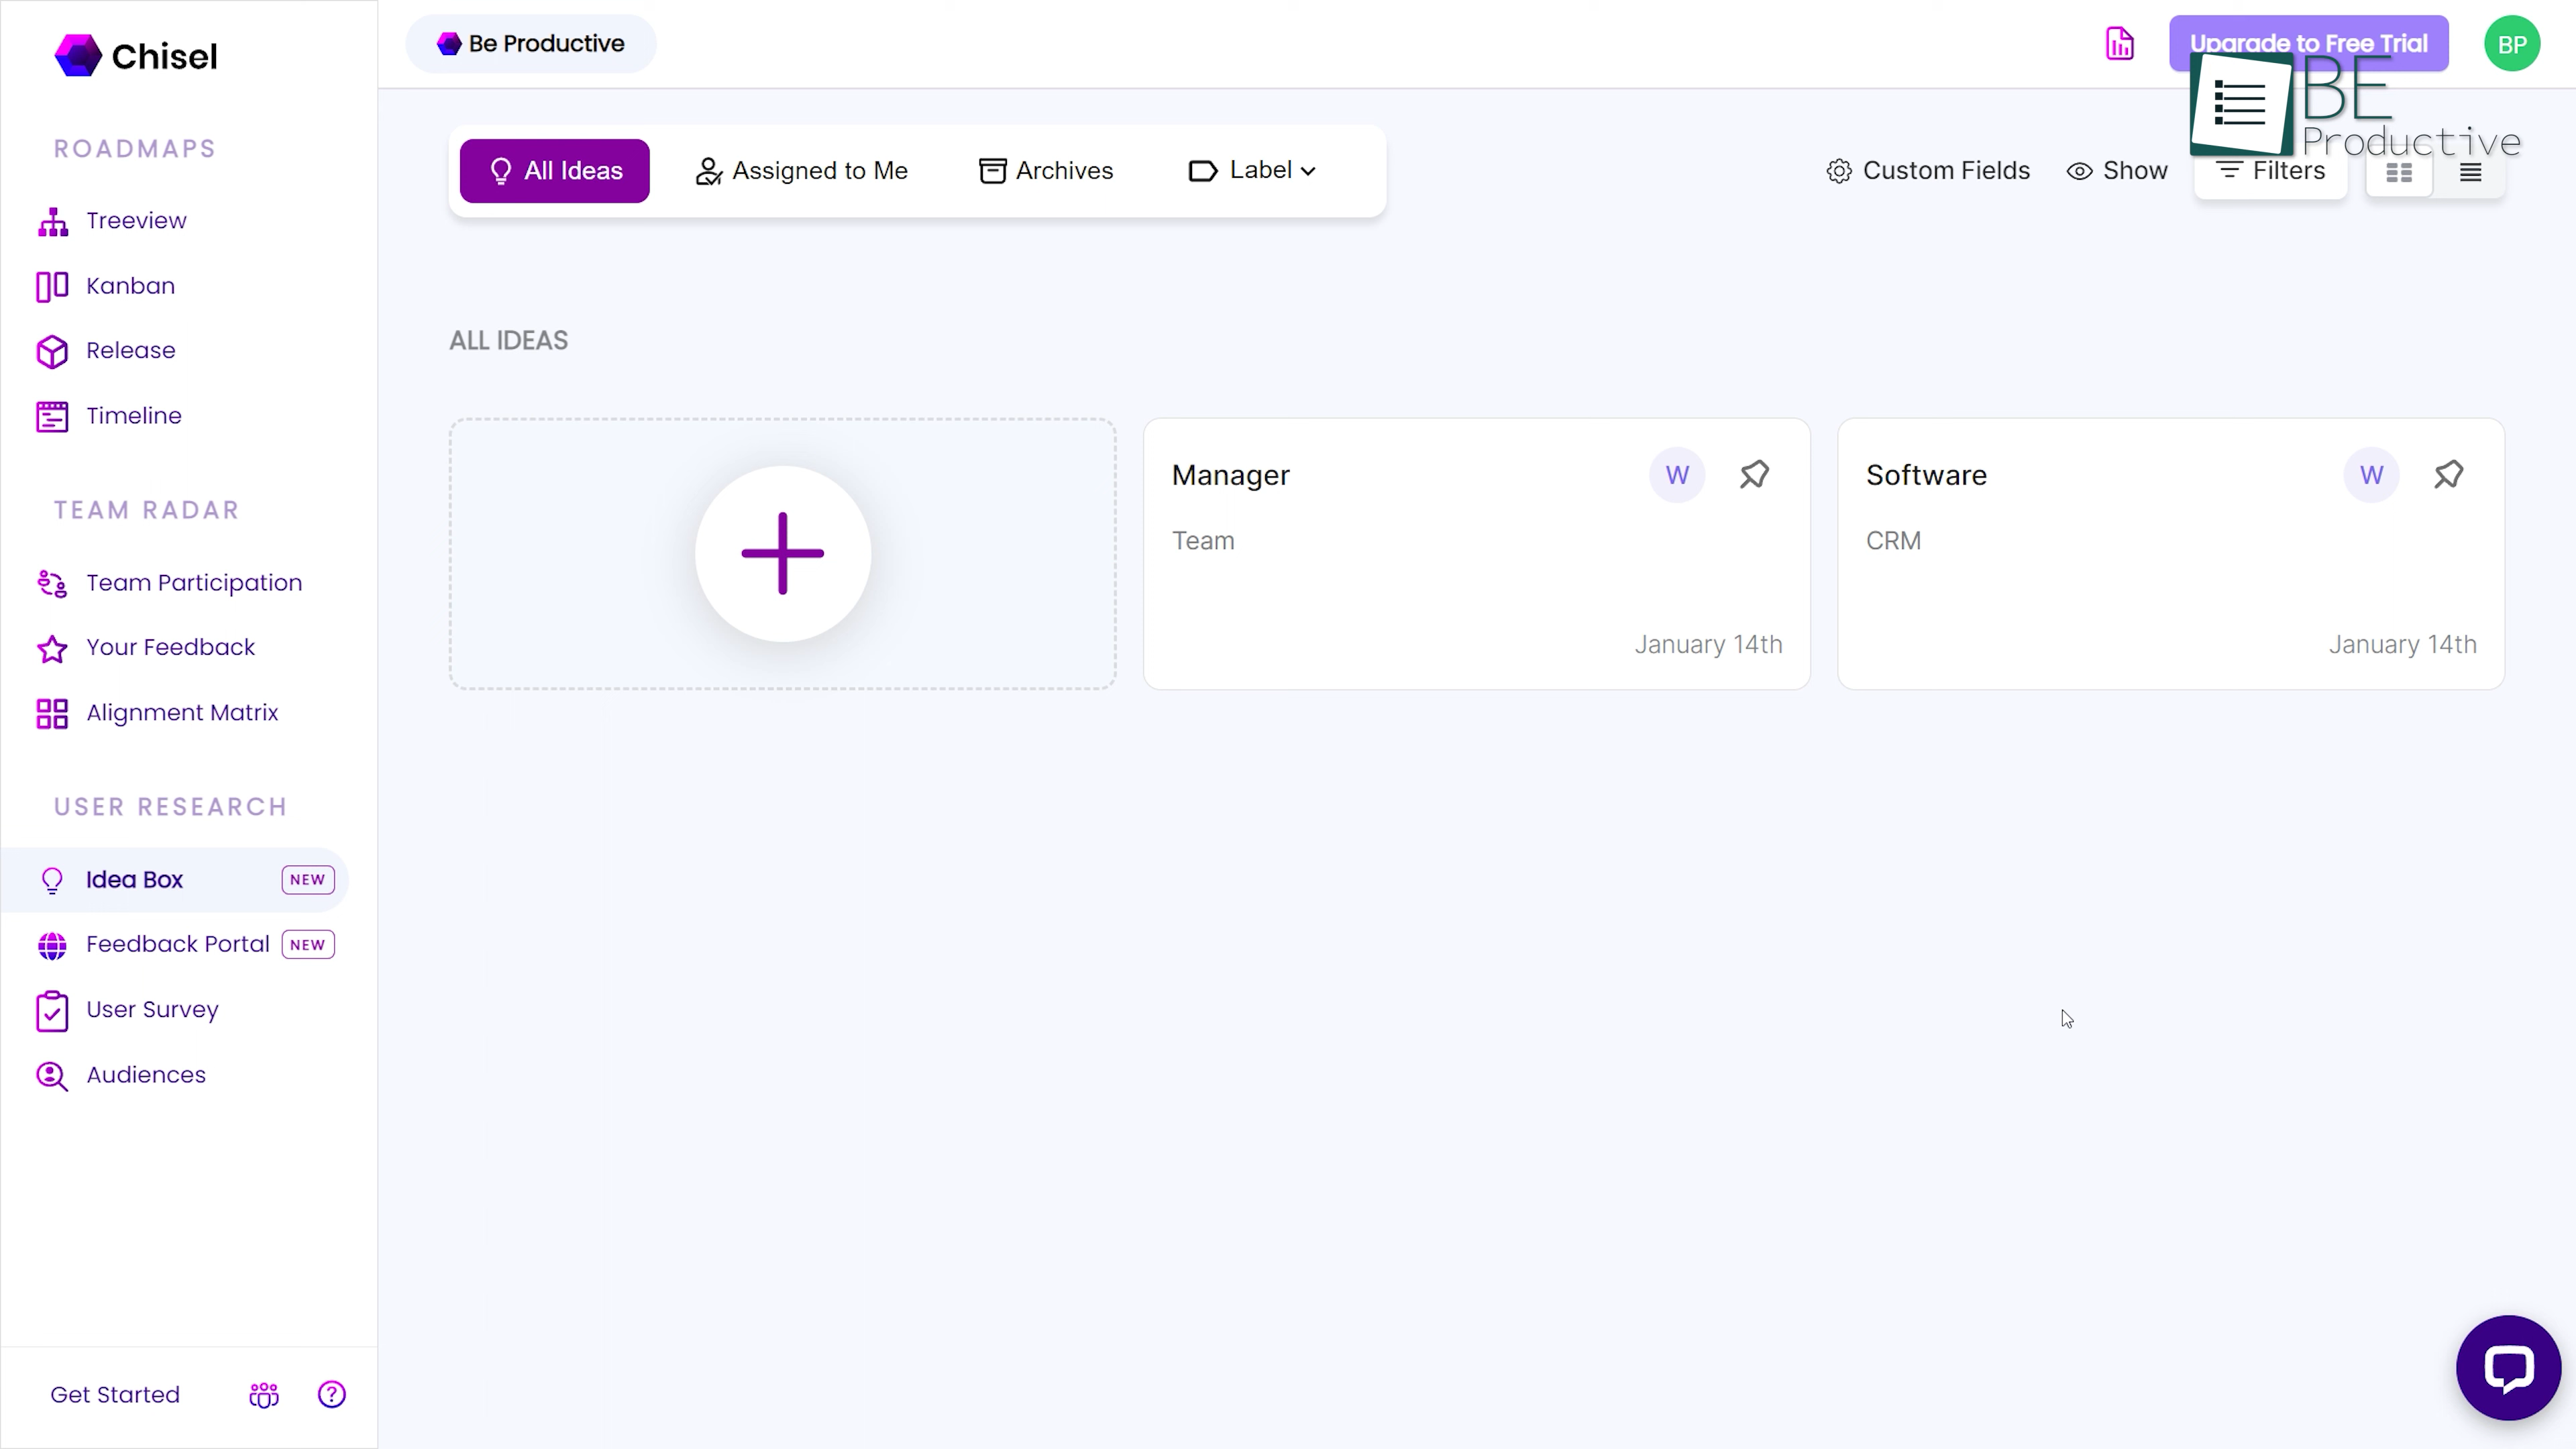 Chisel
ROADMAPS
Treeview
Kanban
Release
Timeline
TEAM RADAR
Team Participation
Your Feedback
Alignment Matrix
USER RESEARCH
Idea Box NEW
Feedback Portal NEW
User Survey
Audiences
Get Started
Be Productive
Upgrade to Free Trial
BP
BE
Productive
All Ideas Assigned to Me Archives Label
Custom Fields Show Filters
ALL IDEAS
Manager W
Team
January 14th
Software W
CRM
January 14th